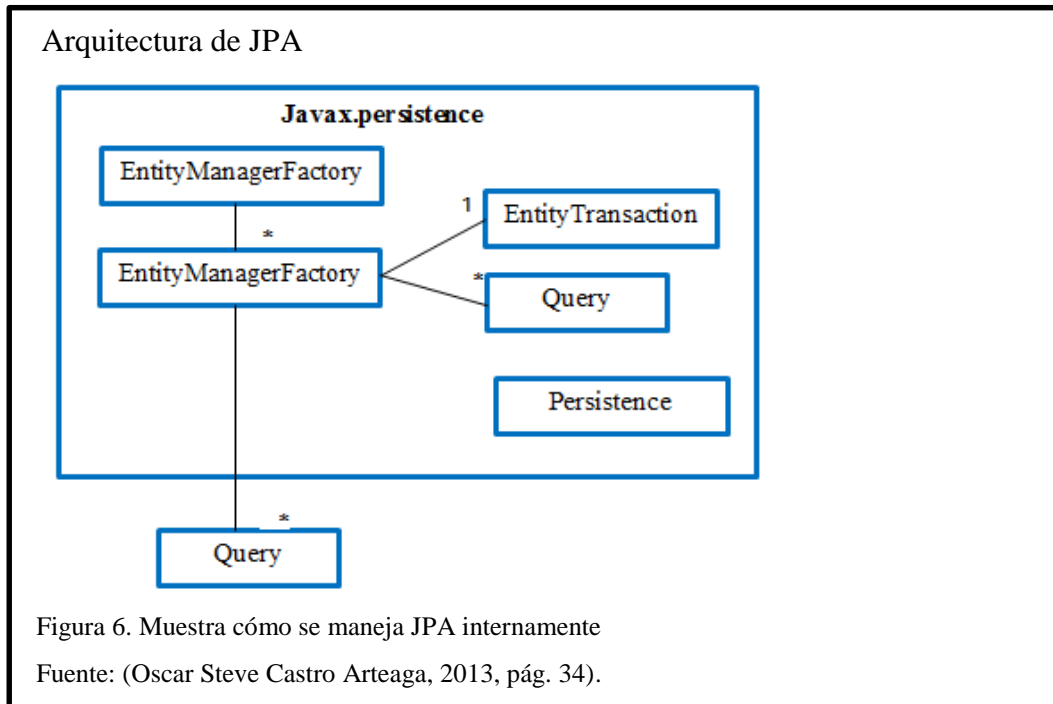 Arquitectura de JPA
Javax.persistence
EntityManagerFactory
*
EntityManagerFactory
1
EntityTransaction
*
Query
Persistence
*
Query
Figura 6. Muestra cómo se maneja JPA internamente
Fuente: (Oscar Steve Castro Arteaga, 2013, pág. 34).